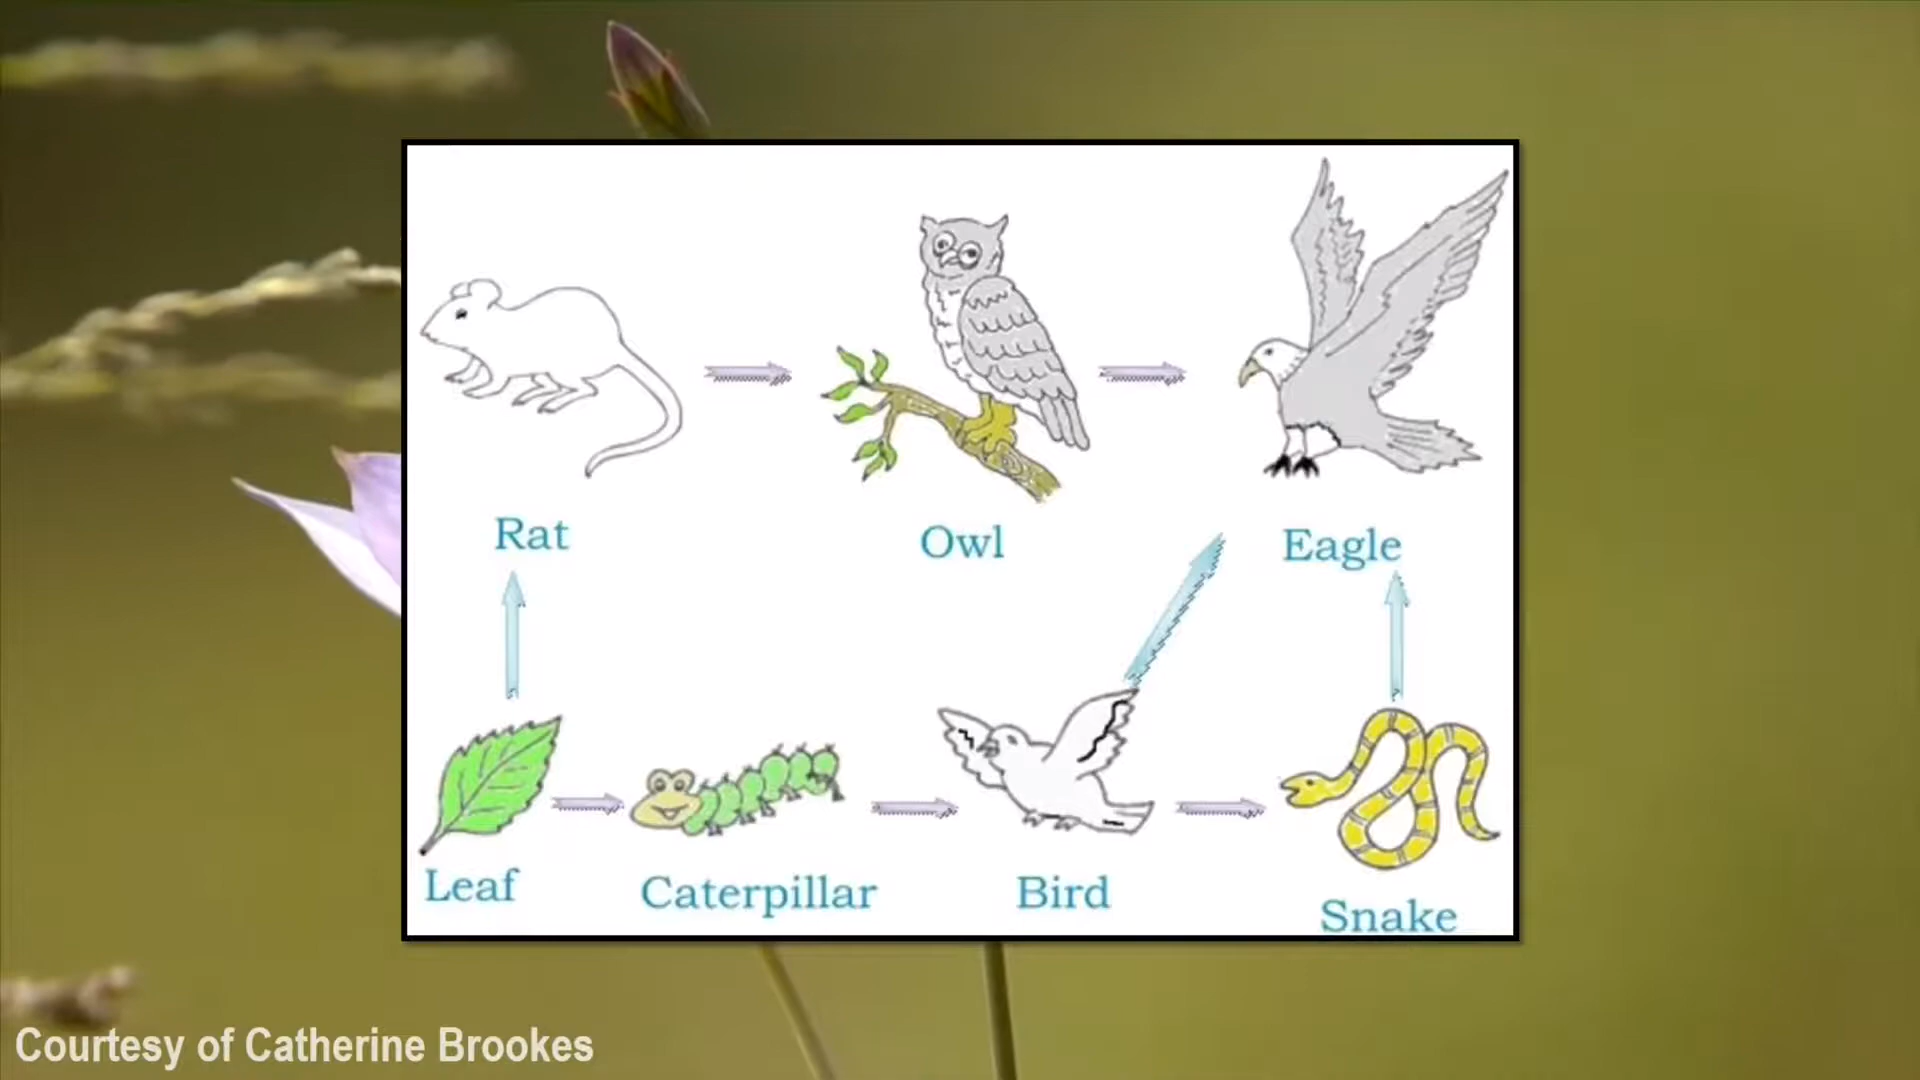 Rat
Owl
Eagle
Leaf
Caterpillar
Bird
Snake
Courtesy of Catherine Brookes